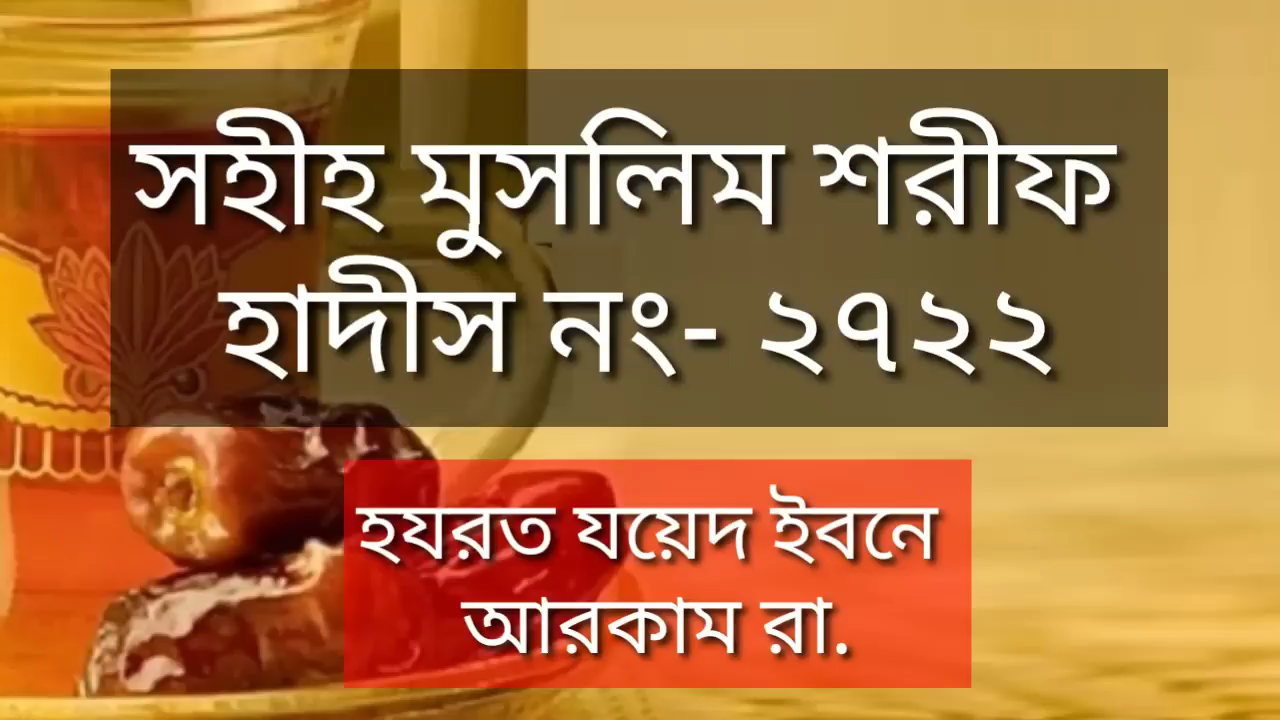 সহীহ মুসলিম শরীফ
হাদীস নং- ২৭২২
হযরত যয়েদ ইবনে
আরকাম রা.